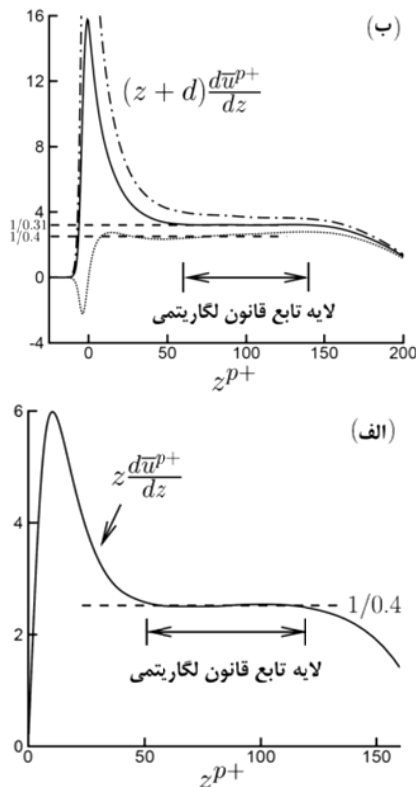 (ب)
16
12
8
4
0
-4
(z + d) dū^{p+}/dz
1/0.31
1/0.4
لایه تابع قانون لگاریتمی
0 50 100 150 200
z^{p+}
(الف)
6
4
2
0
z dū^{p+}/dz
1/0.4
لایه تابع قانون لگاریتمی
0 50 100 150
z^{p+}